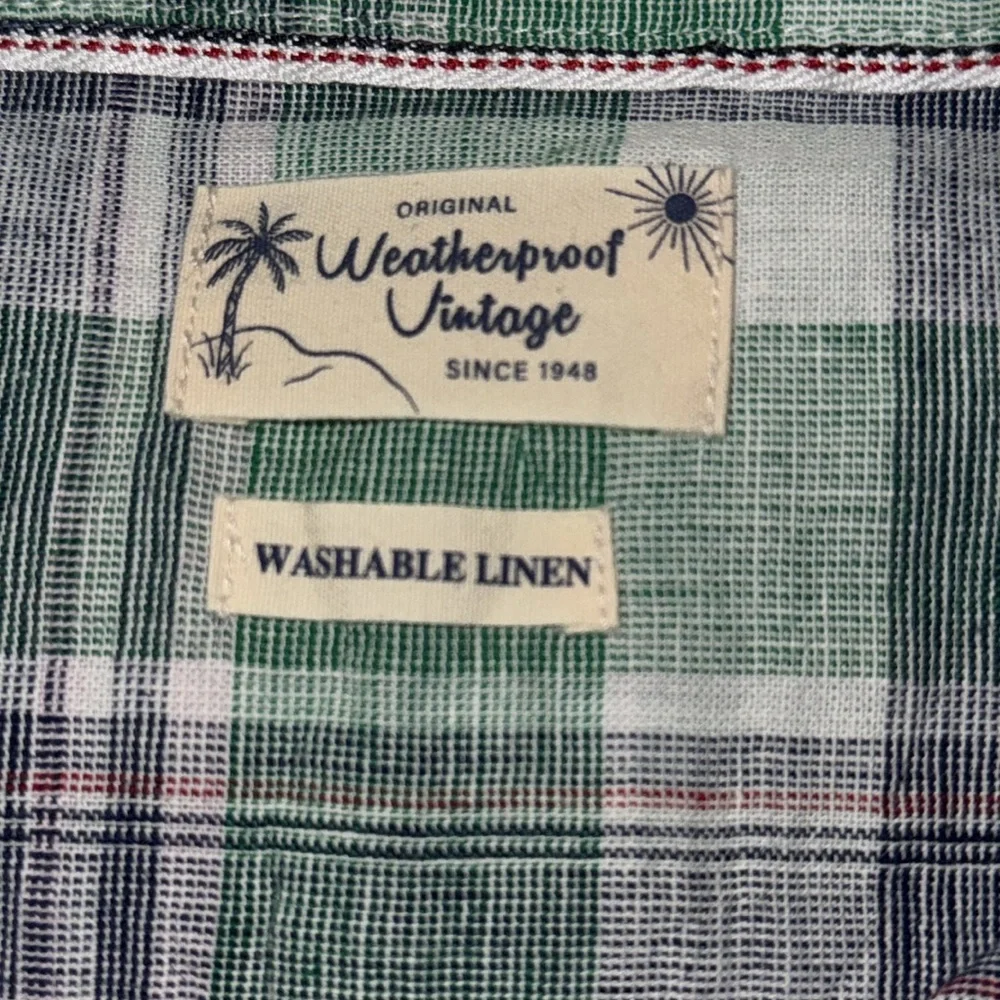 ORIGINAL
Weatherproof
Vintage
SINCE 1948
WASHABLE LINEN